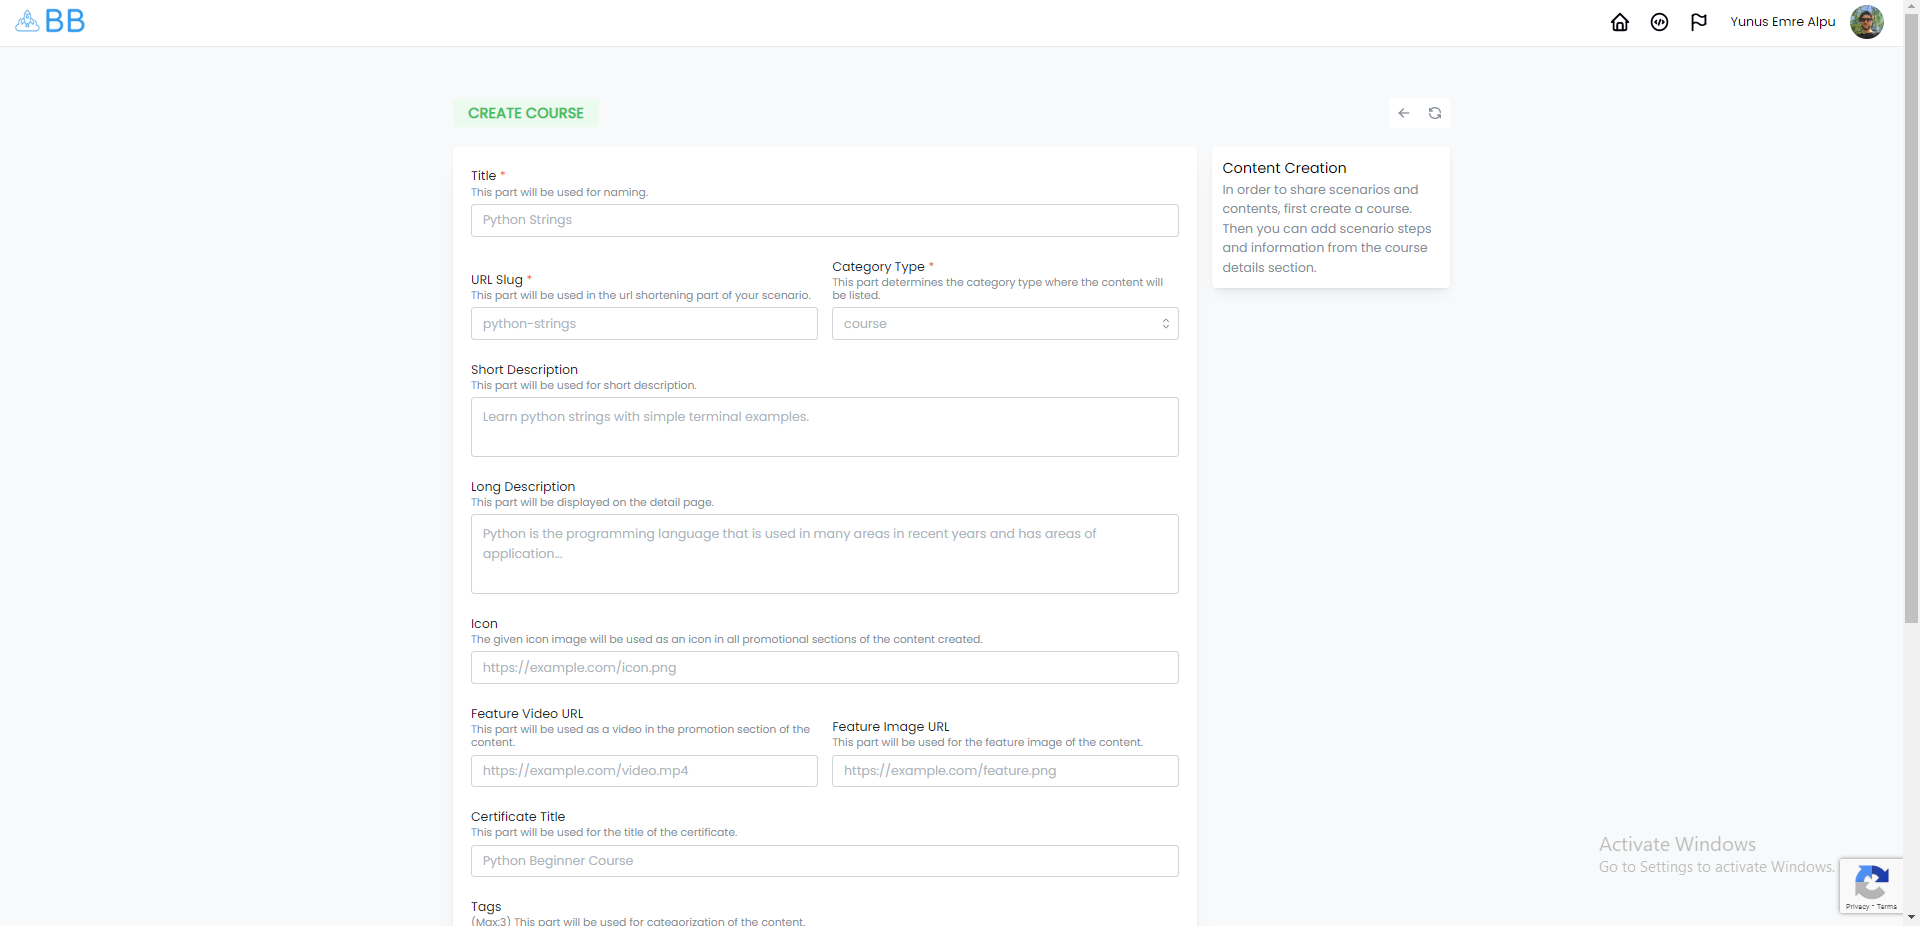 BB
Yunus Emre Alpu
CREATE COURSE
Title *
This part will be used for naming.
Python Strings
URL Slug *
This part will be used in the url shortening part of your scenario.
python-strings
Category Type *
This part determines the category type where the content will
be listed.
course
Short Description
This part will be used for short description.
Learn python strings with simple terminal examples.
Long Description
This part will be displayed on the detail page.
Python is the programming language that is used in many areas in recent years and has areas of
application...
Icon
The given icon image will be used as an icon in all promotional sections of the content created.
https://example.com/icon.png
Feature Video URL
This part will be used as a video in the promotion section of the
content.
https://example.com/video.mp4
Feature Image URL
This part will be used for the feature image of the content.
https://example.com/feature.png
Certificate Title
This part will be used for the title of the certificate.
Python Beginner Course
Tags
(Max:3) This part will be used for categorization of the content.
Content Creation
In order to share scenarios and
contents, first create a course.
Then you can add scenario steps
and information from the course
details section.
Activate Windows
Go to Settings to activate Windows.
Privacy - Terms